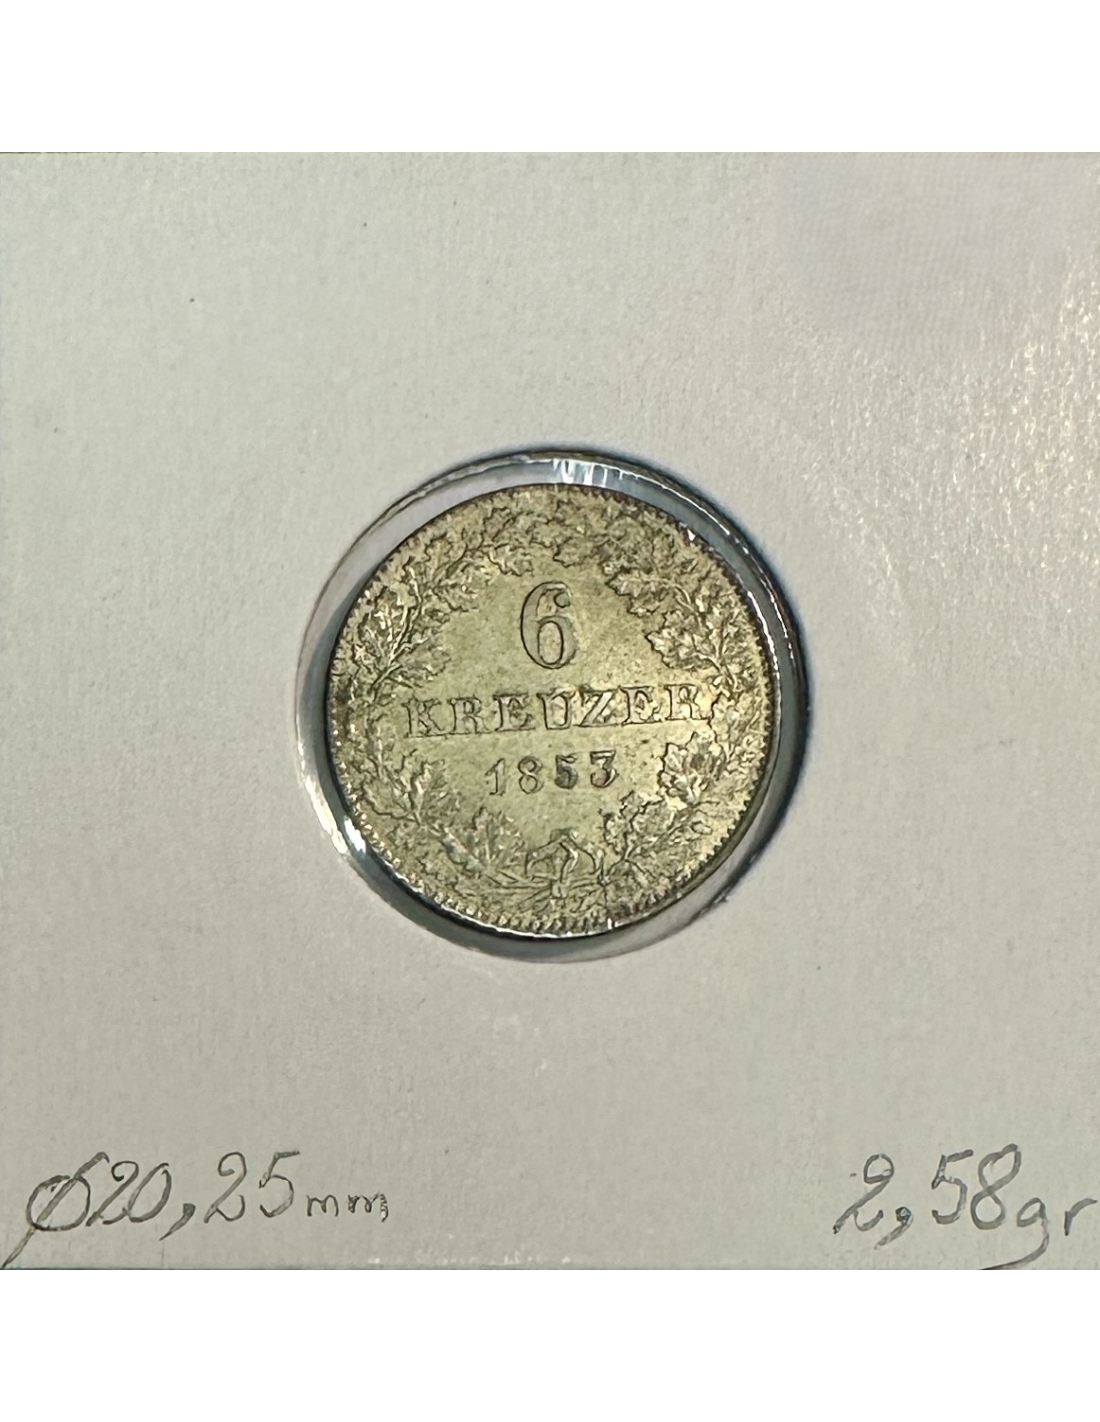 6
KREUZER
1853
Ø20,25mm
2,58gr